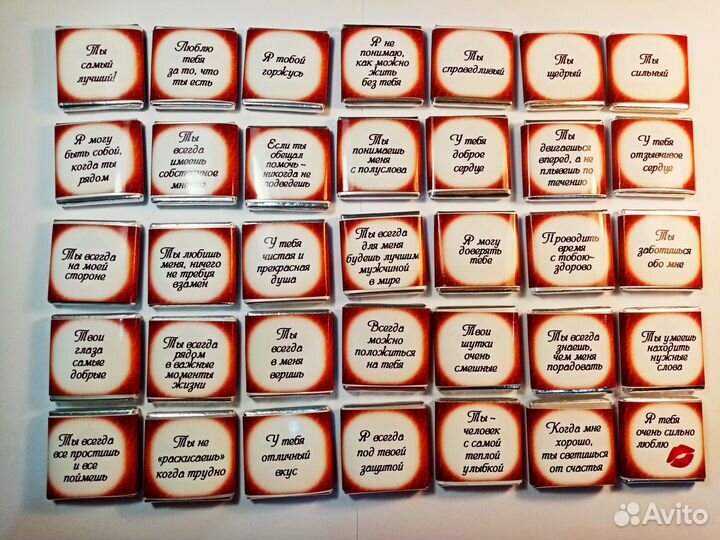 Ты
самый
лучший!
Люблю
тебя
за то, что
ты есть
Я тобой
горжусь
Я не
понимаю,
как можно
жить
без тебя
Ты
справедливый
Ты
щедрый
Ты
сильный
Я могу
быть собой,
когда ты
рядом
Ты
всегда
имеешь
собственное
мнение
Если ты
обещал
помочь –
никогда не
подведешь
Ты
понимаешь
меня
с полуслова
У тебя
доброе
сердце
Ты
двигаешься
вперед, а не
плывешь по
течению
У тебя
отзывчивое
сердце
Ты всегда
на моей
стороне
Ты любишь
меня, ничего
не требуя
взамен
У тебя
чистая и
прекрасная
душа
Ты всегда
для меня
будешь лучшим
мужчиной
в мире
Я могу
доверять
тебе
Проводить
время
с тобою-
здорово
Ты
заботишься
обо мне
Твои
глаза
самые
добрые
Ты всегда
рядом
в важные
моменты
жизни
Ты
всегда
в меня
веришь
Всегда
можно
положиться
на тебя
Твои
шутки
очень
смешные
Ты всегда
знаешь,
чем меня
порадовать
Ты умеешь
находить
нужные
слова
Ты всегда
все простишь
и все
поймешь
Ты не
«раскисаешь»
когда трудно
У тебя
отличный
вкус
Я всегда
под твоей
защитой
Ты –
человек
с самой
теплой
улыбкой
Когда мне
хорошо,
ты светишься
от счастья
Я тебя
очень сильно
люблю
Avito